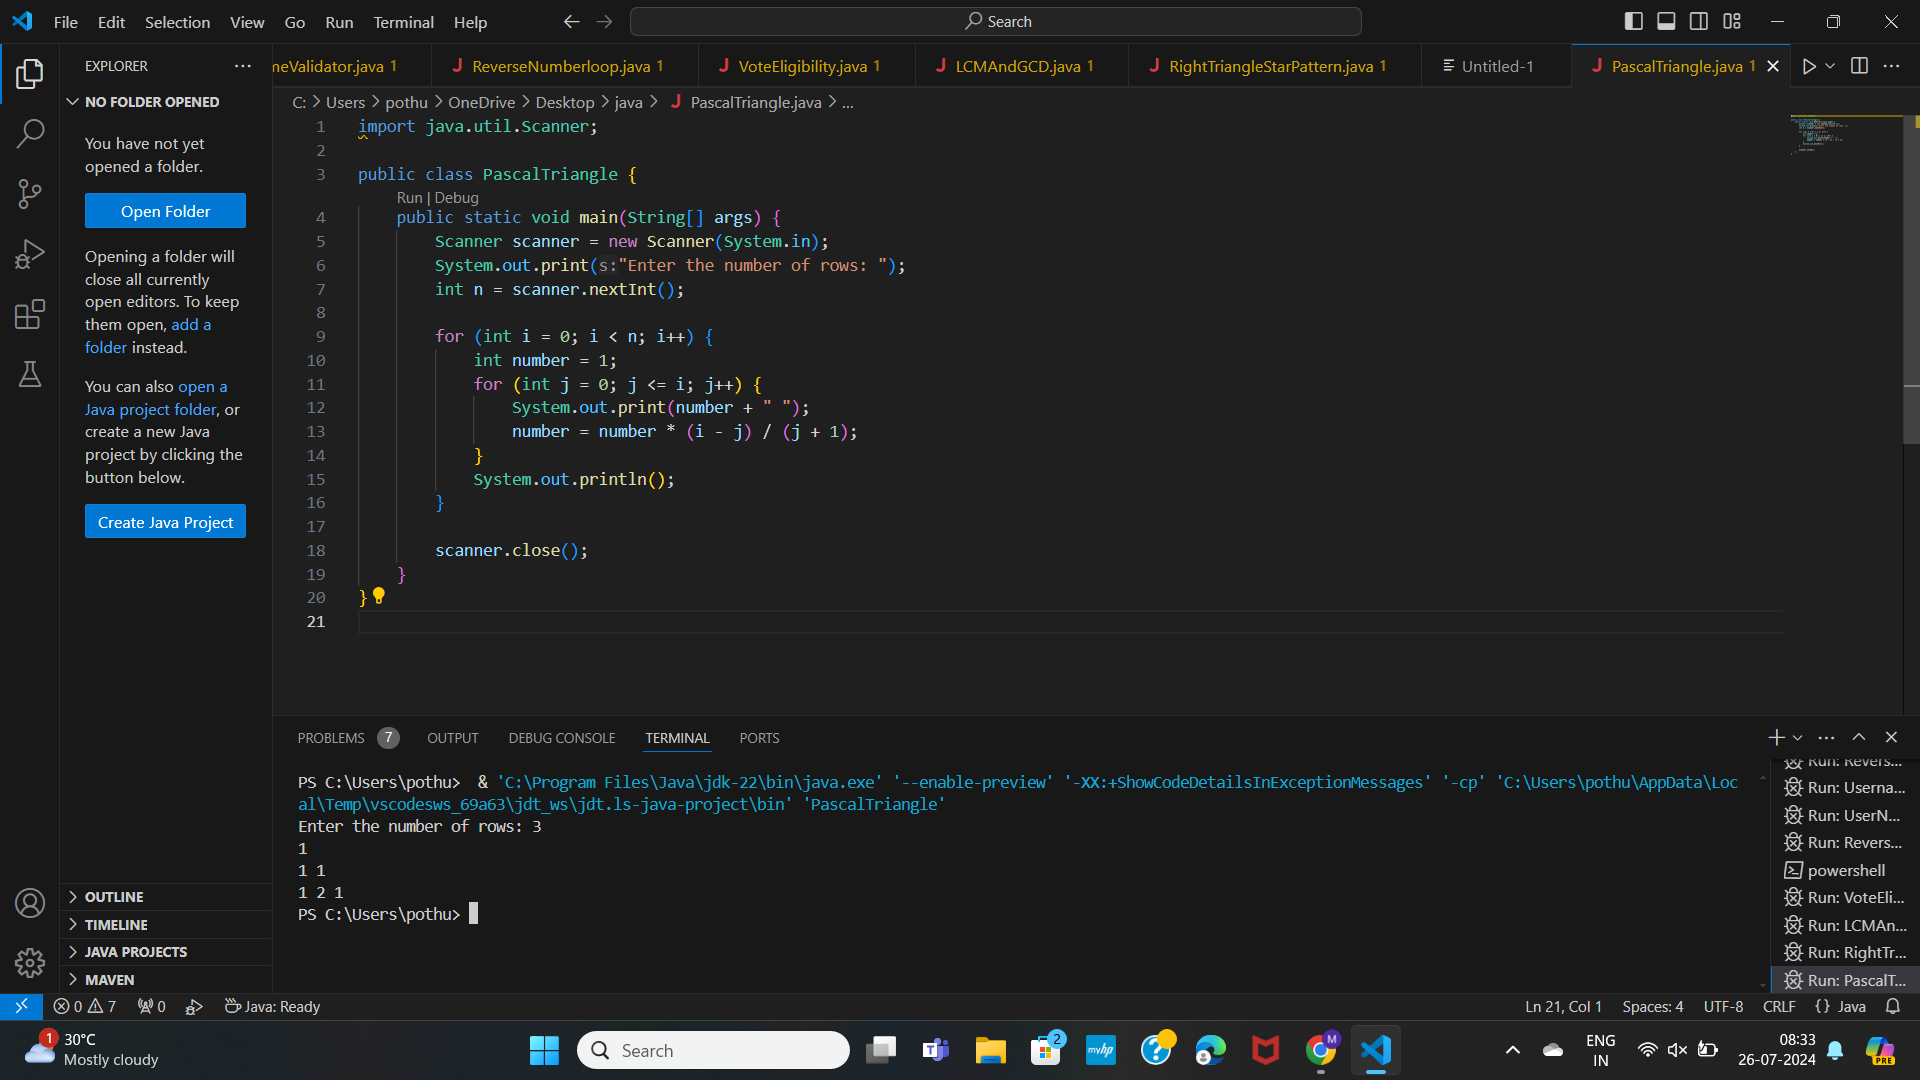 File Edit Selection View Go Run Terminal Help
Search
EXPLORER
meValidator.java 1
ReverseNumberloop.java 1
VoteEligibility.java 1
LCMAndGCD.java 1
RightTriangleStarPattern.java 1
Untitled-1
PascalTriangle.java 1
NO FOLDER OPENED
You have not yet
opened a folder.
Open Folder
Opening a folder will
close all currently
open editors. To keep
them open, add a
folder instead.
You can also open a
Java project folder, or
create a new Java
project by clicking the
button below.
Create Java Project
OUTLINE
TIMELINE
JAVA PROJECTS
MAVEN
C: > Users > pothu > OneDrive > Desktop > java > J PascalTriangle.java > ...
1 import java.util.Scanner;
2
3 public class PascalTriangle {
Run | Debug
4 public static void main(String[] args) {
5 Scanner scanner = new Scanner(System.in);
6 System.out.print(s:"Enter the number of rows: ");
7 int n = scanner.nextInt();
8
9 for (int i = 0; i < n; i++) {
10 int number = 1;
11 for (int j = 0; j <= i; j++) {
12 System.out.print(number + " ");
13 number = number * (i - j) / (j + 1);
14 }
15 System.out.println();
16 }
17
18 scanner.close();
19 }
20 }
21
PROBLEMS 7 OUTPUT DEBUG CONSOLE TERMINAL PORTS
PS C:\Users\pothu>  & 'C:\Program Files\Java\jdk-22\bin\java.exe' '--enable-preview' '-XX:+ShowCodeDetailsInExceptionMessages' '-cp' 'C:\Users\pothu\AppData\Loc
al\Temp\vscodesws_69a63\jdt_ws\jdt.ls-java-project\bin' 'PascalTriangle'
Enter the number of rows: 3
1
1 1
1 2 1
PS C:\Users\pothu>
Run: Revers...
Run: Userna...
Run: UserN...
Run: Revers...
powershell
Run: VoteEli...
Run: LCMAn...
Run: RightTr...
Run: PascalT...
0 7 0 Java: Ready
Ln 21, Col 1 Spaces: 4 UTF-8 CRLF {} Java
1
30°C
Mostly cloudy
Search
2
myhp
M
ENG
IN
08:33
26-07-2024
PRE